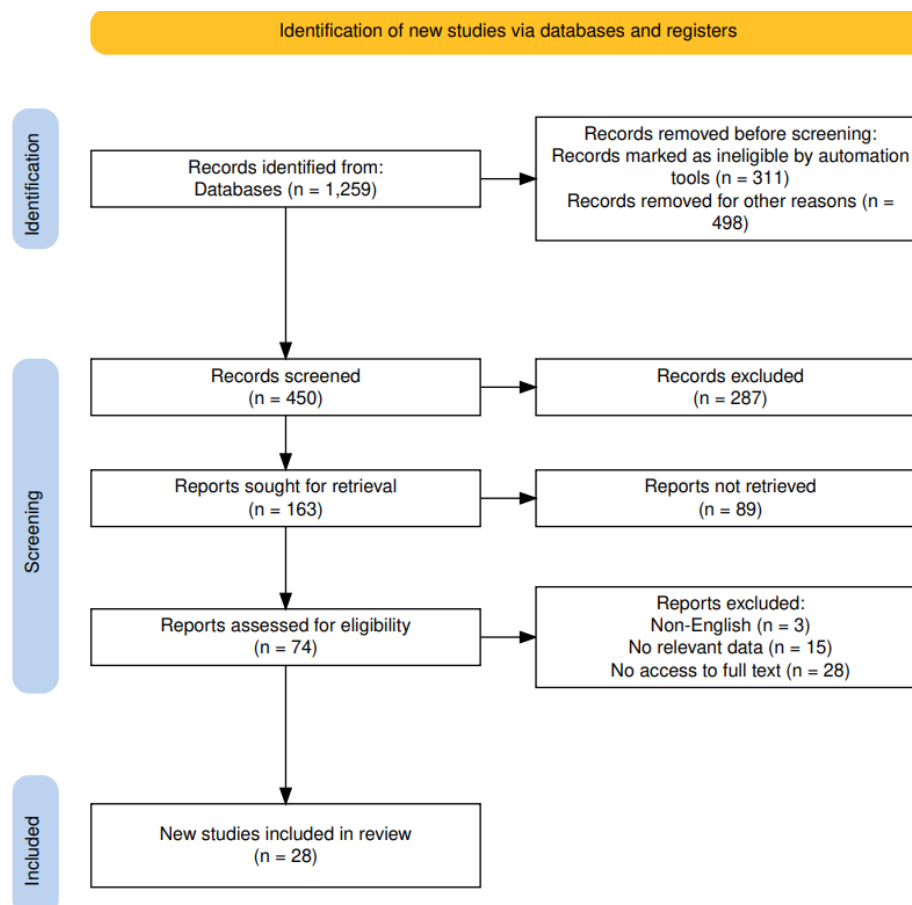 Identification of new studies via databases and registers
Identification
Records identified from:
Databases (n = 1,259)
Records removed before screening:
Records marked as ineligible by automation
tools (n = 311)
Records removed for other reasons (n =
498)
Screening
Records screened
(n = 450)
Records excluded
(n = 287)
Reports sought for retrieval
(n = 163)
Reports not retrieved
(n = 89)
Reports assessed for eligibility
(n = 74)
Reports excluded:
Non-English (n = 3)
No relevant data (n = 15)
No access to full text (n = 28)
Included
New studies included in review
(n = 28)